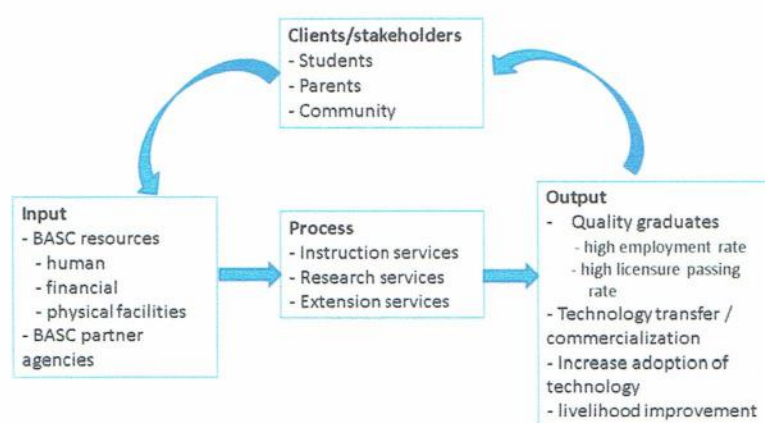 Clients/stakeholders
- Students
- Parents
- Community
Input
- BASC resources
- human
- financial
- physical facilities
- BASC partner
agencies
Process
- Instruction services
- Research services
- Extension services
Output
- Quality graduates
- high employment rate
- high licensure passing
rate
- Technology transfer /
commercialization
- Increase adoption of
technology
- livelihood improvement